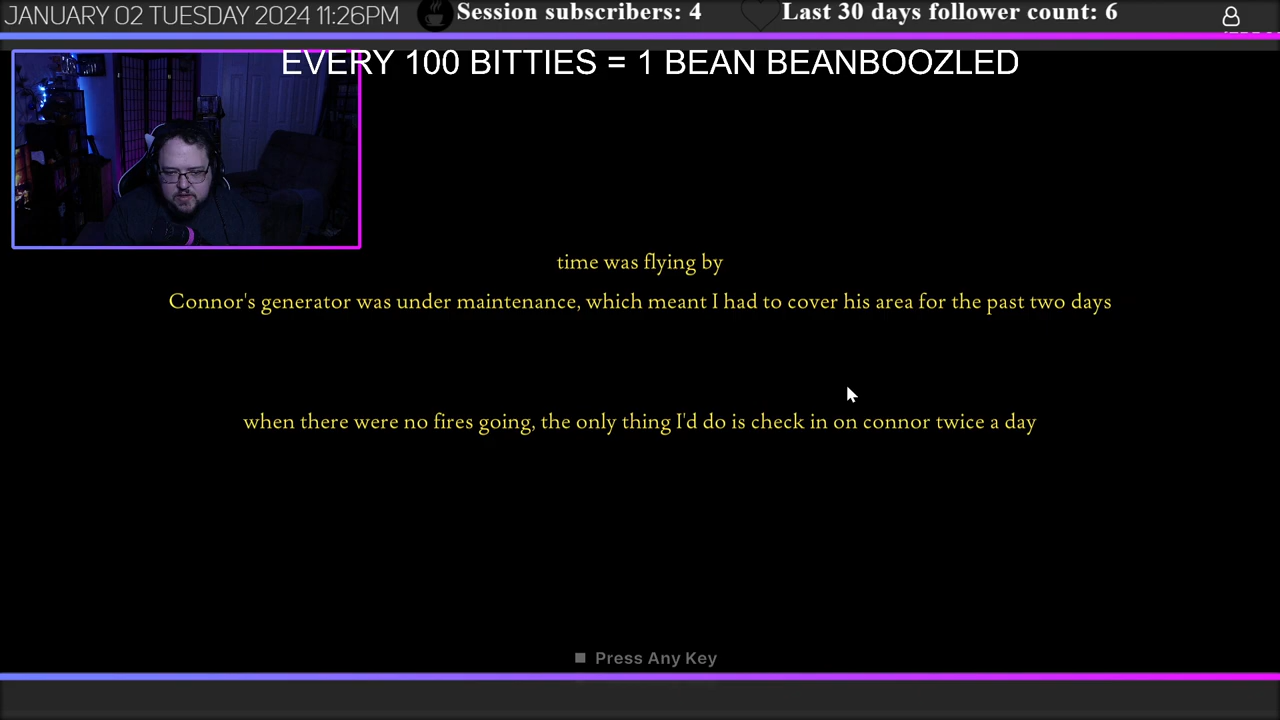 JANUARY 02 TUESDAY 2024 11:26PM
Session subscribers: 4
Last 30 days follower count: 6
EVERY 100 BITTIES = 1 BEAN BEANBOOZLED
time was flying by
Connor's generator was under maintenance, which meant I had to cover his area for the past two days
when there were no fires going, the only thing I'd do is check in on connor twice a day
Press Any Key